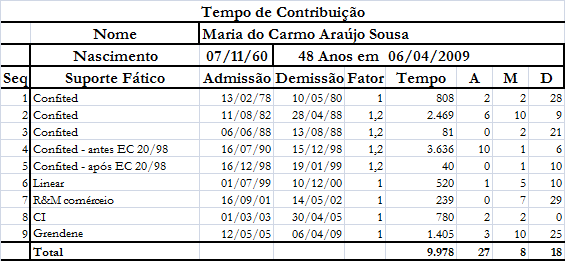 Tempo de Contribuição
Nome Maria do Carmo Araújo Sousa
Nascimento 07/11/60 48 Anos em 06/04/2009
Seq Suporte Fático Admissão Demissão Fator Tempo A M D
1 Confited 13/02/78 10/05/80 1 808 2 2 28
2 Confited 11/08/82 28/04/88 1,2 2.469 6 10 9
3 Confited 06/06/88 13/08/88 1,2 81 0 2 21
4 Confited - antes EC 20/98 16/07/90 15/12/98 1,2 3.636 10 1 6
5 Confited - após EC 20/98 16/12/98 19/01/99 1,2 40 0 1 10
6 Linear 01/07/99 10/12/00 1 520 1 5 10
7 R&M comérceio 16/09/01 14/05/02 1 239 0 7 29
8 CI 01/03/03 30/04/05 1 780 2 2 0
9 Grendene 12/05/05 06/04/09 1 1.405 3 10 25
Total 9.978 27 8 18